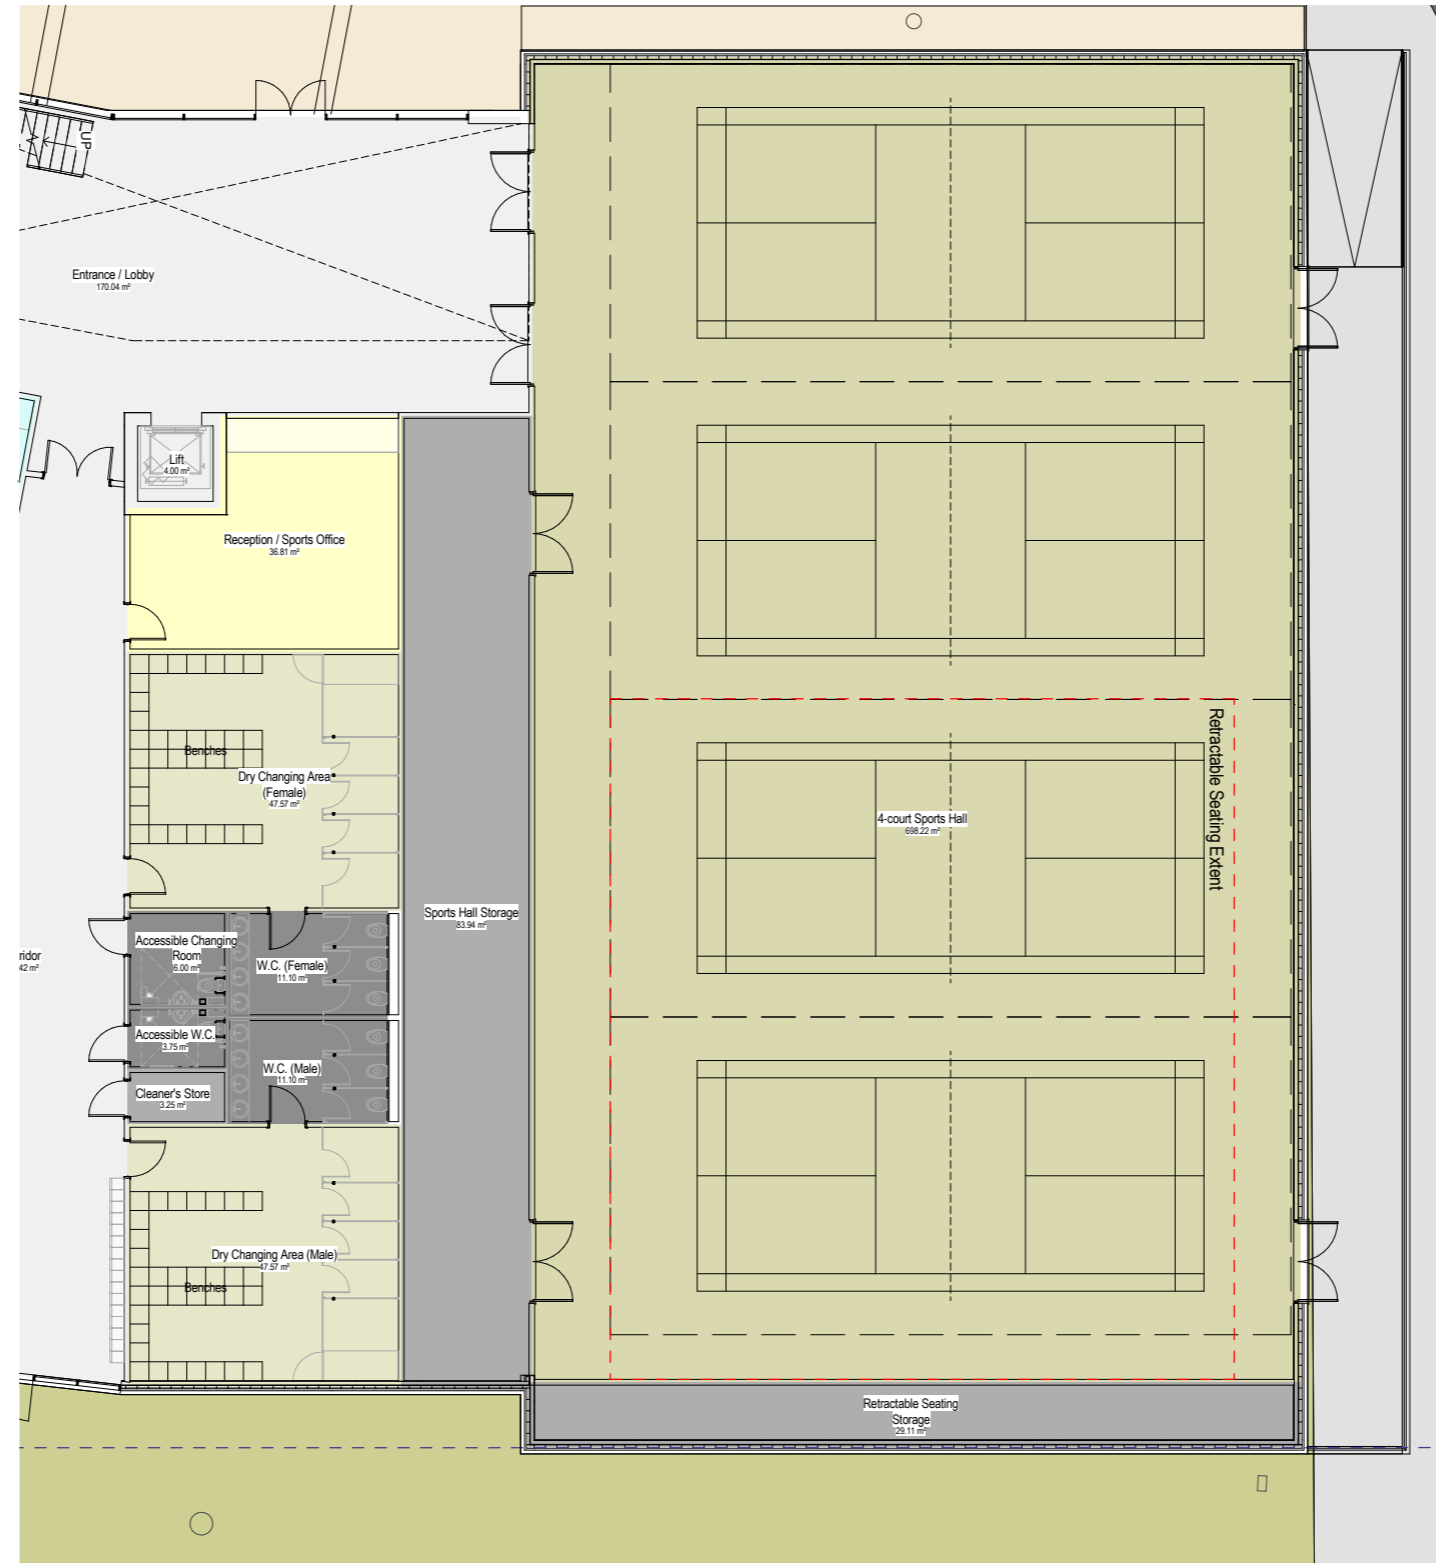 UP
Entrance / Lobby
170.04 m²
Lift
4.00 m²
Reception / Sports Office
36.81 m²
Benches
Dry Changing Area
(Female)
47.57 m²
Retractable Seating Extent
4-court Sports Hall
698.22 m²
Sports Hall Storage
83.94 m²
Accessible Changing
Room
6.00 m²
W.C. (Female)
11.10 m²
ridor
42 m²
Accessible W.C.
3.75 m²
W.C. (Male)
11.10 m²
Cleaner's Store
3.25 m²
Dry Changing Area (Male)
47.57 m²
Benches
Retractable Seating
Storage
29.11 m²